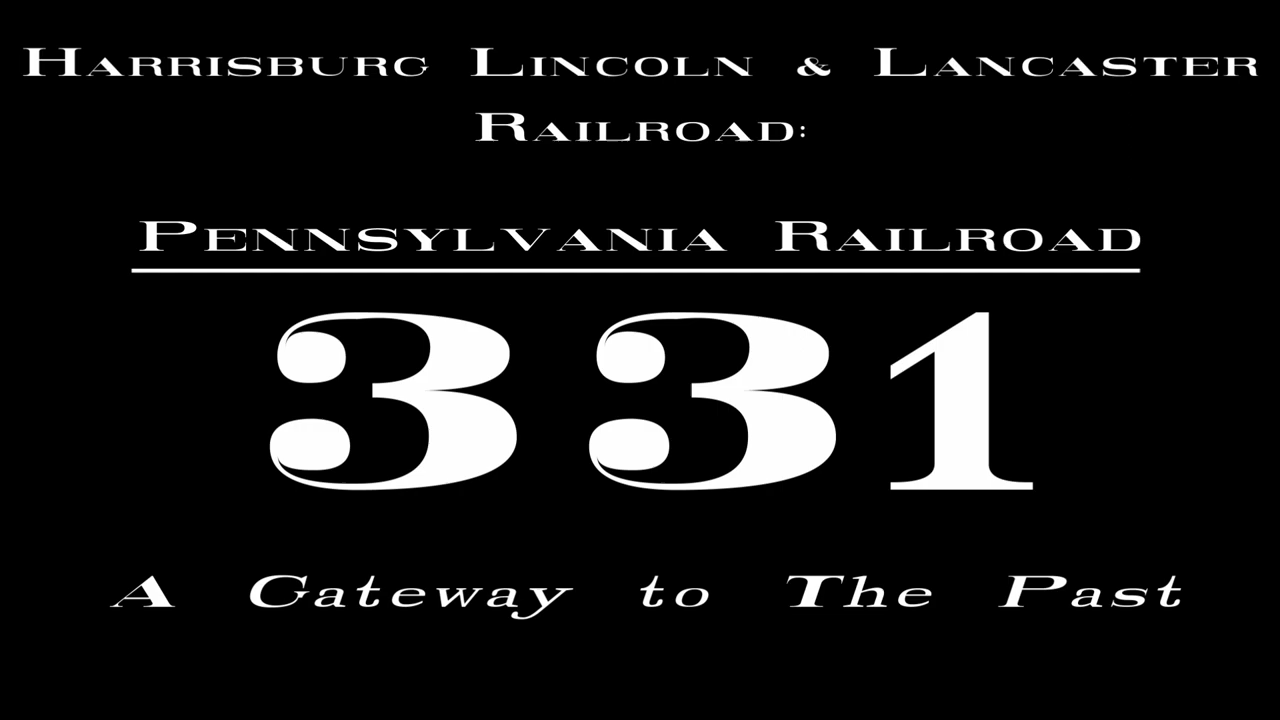 Harrisburg Lincoln & Lancaster
Railroad:
Pennsylvania Railroad
331
A Gateway to The Past